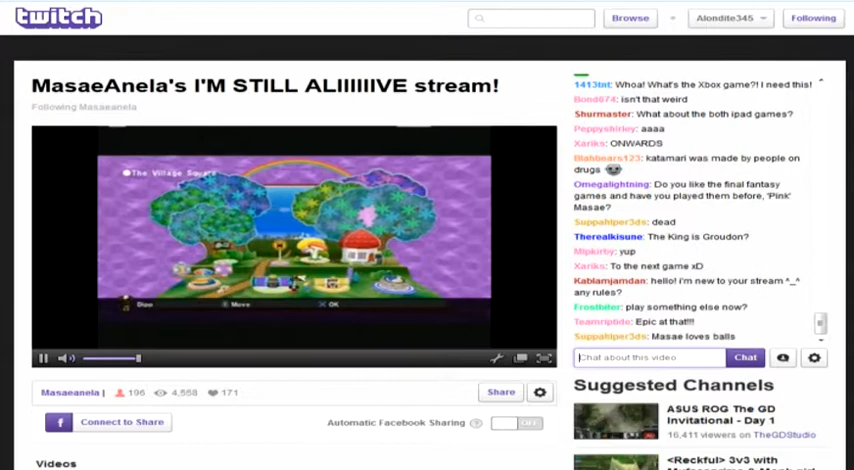 twitch
Browse
Alondite345
Following
MasaeAnela's I'M STILL ALIIIIIIVE stream!
Following Masaeanela
The Village Square
Move
OK
Masaeanela |
196
4,558
171
Share
f
Connect to Share
Automatic Facebook Sharing
?
OFF
Videos
1413tnt: Whoa! What's the Xbox game?! I need this!
Bond674: isn't that weird
Shurmaster: What about the both ipad games?
Peppyshirley: aaaa
Xariks: ONWARDS
Blahbears123: katamari was made by people on
drugs
Omegalightning: Do you like the final fantasy
games and have you played them before, 'Pink'
Masae?
Suppahlper3ds: dead
Therealkisune: The King is Groudon?
Mlpkirby: yup
Xariks: To the next game xD
Kablamjamdan: hello! i'm new to your stream ^_^
any rules?
Frostbiter: play something else now?
Teamriptide: Epic at that!!!
Suppahlper3ds: Masae loves balls
Chat about this video
Chat
Suggested Channels
ASUS ROG The GD
Invitational - Day 1
16,411 viewers on TheGDStudio
<Reckful> 3v3 with